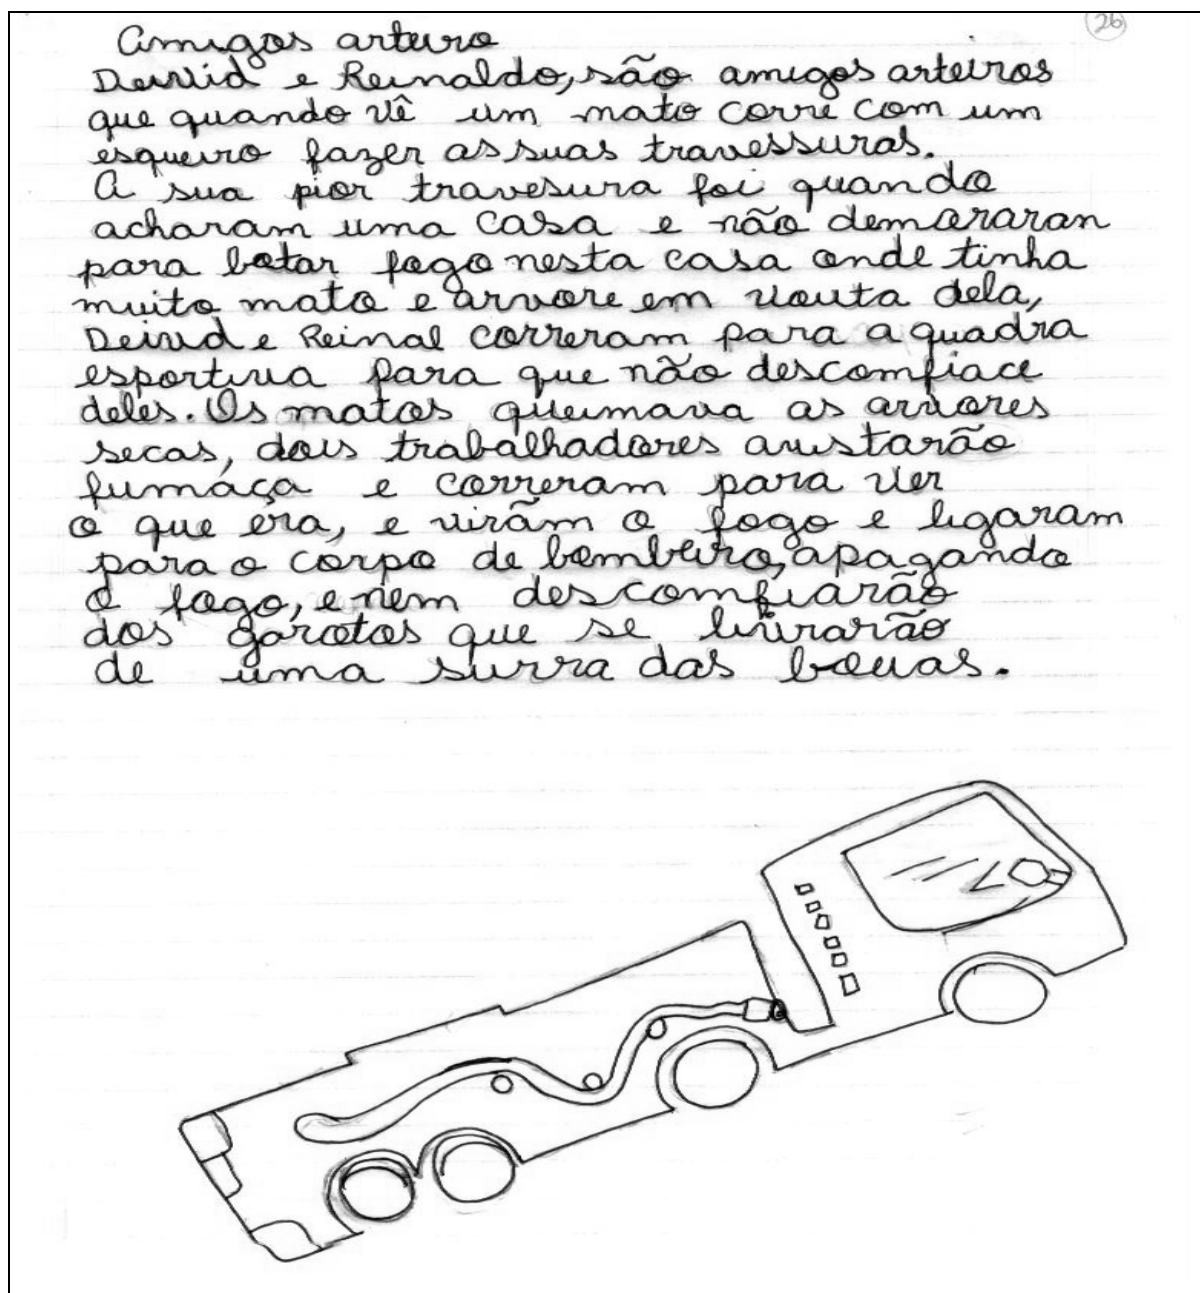 26
Amigos arteiro
Deivid e Reinaldo, são amigos arteiros
que quando vê um mato corre com um
esqueiro fazer as suas travessuras.
A sua pior travesura foi quando
acharam uma casa e não demoraran
para botar fogo nesta casa onde tinha
muito mato e arvore em vouta dela,
Deivid e Reinal correram para a quadra
esportiva para que não descomfiace
deles. Os matos queimava as arvores
secas, dois trabalhadores avistarão
fumaça e correram para ver
o que éra, e virãm o fogo e ligaram
para o corpo de bombeiro, apagando
o fogo, e nem descomfiarão
dos garotos que se livrarão
de uma surra das bouas.